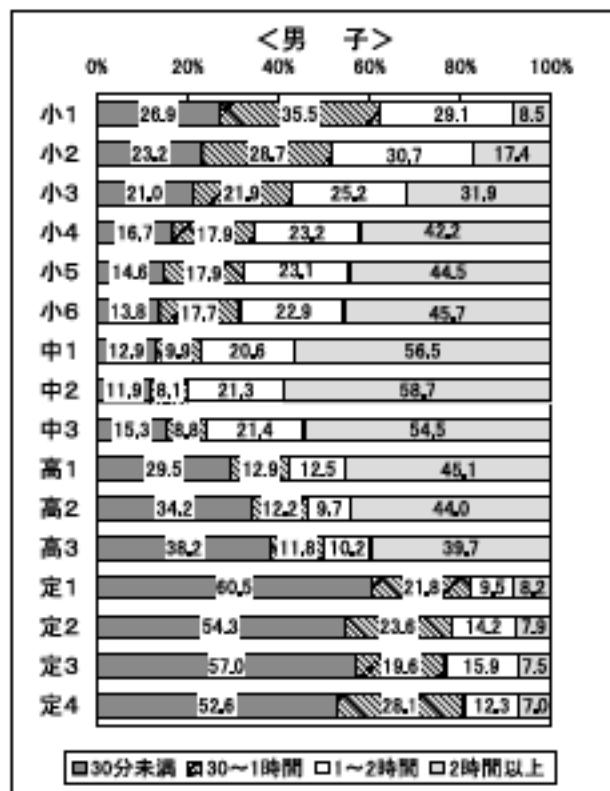 <男 子>
0% 20% 40% 60% 80% 100%
小1 26.9 35.5 29.1 8.5
小2 23.2 28.7 30.7 17.4
小3 21.0 21.9 25.2 31.9
小4 16.7 17.9 23.2 42.2
小5 14.6 17.9 23.1 44.5
小6 13.8 17.7 22.9 45.7
中1 12.9 9.9 20.6 56.5
中2 11.9 8.1 21.3 58.7
中3 15.3 8.8 21.4 54.5
高1 29.5 12.9 12.5 45.1
高2 34.2 12.2 9.7 44.0
高3 38.2 11.8 10.2 39.7
定1 60.5 21.8 9.5 8.2
定2 54.3 23.6 14.2 7.9
定3 57.0 19.6 15.9 7.5
定4 52.6 28.1 12.3 7.0
30分未満 30~1時間 1~2時間 2時間以上